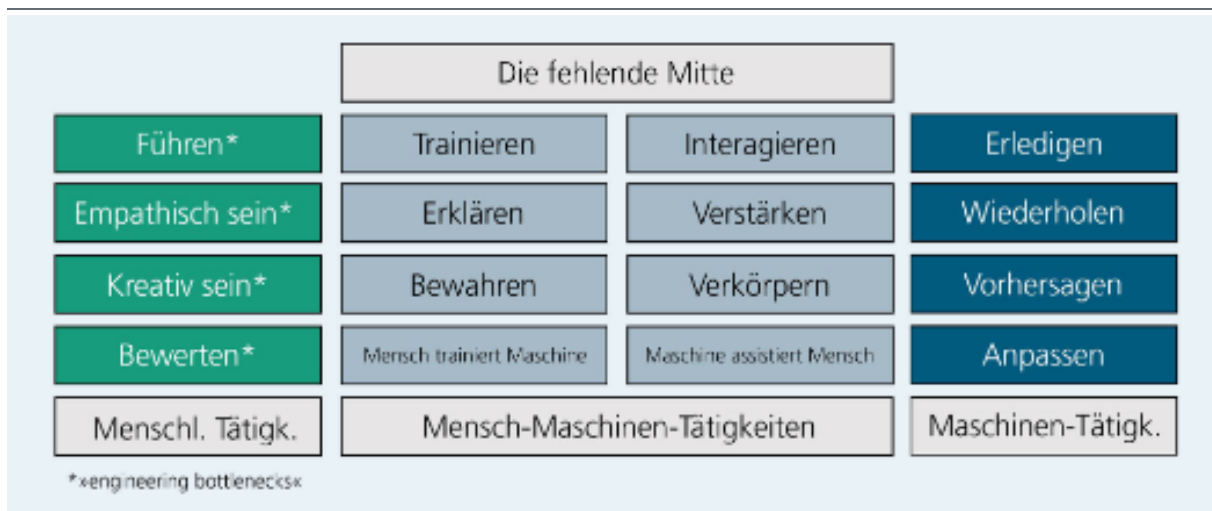 Die fehlende Mitte
Führen* Trainieren Interagieren Erledigen
Empathisch sein* Erklären Verstärken Wiederholen
Kreativ sein* Bewahren Verkörpern Vorhersagen
Bewerten* Mensch trainiert Maschine Maschine assistiert Mensch Anpassen
Menschl. Tätigk. Mensch-Maschinen-Tätigkeiten Maschinen-Tätigk.
*»engineering bottlenecks«